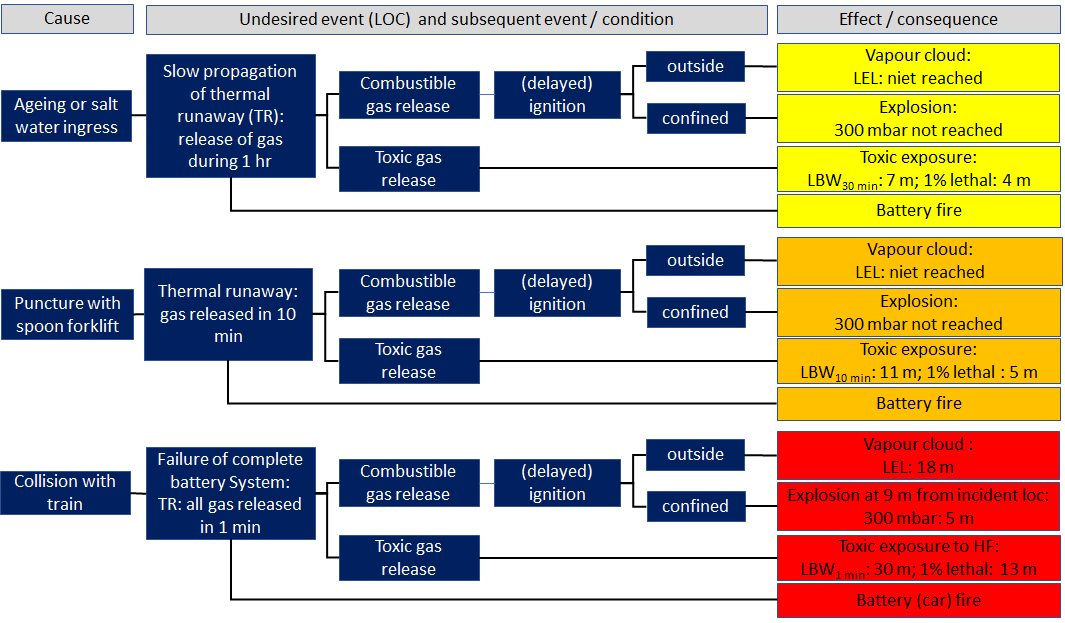 Cause
Undesired event (LOC) and subsequent event / condition
Effect / consequence
Ageing or salt
water ingress
Slow propagation
of thermal
runaway (TR):
release of gas
during 1 hr
Combustible
gas release
(delayed)
ignition
outside
confined
Toxic gas
release
Vapour cloud:
LEL: niet reached
Explosion:
300 mbar not reached
Toxic exposure:
LBW30 min: 7 m; 1% lethal: 4 m
Battery fire
Puncture with
spoon forklift
Thermal runaway:
gas released in 10
min
Combustible
gas release
(delayed)
ignition
outside
confined
Toxic gas
release
Vapour cloud:
LEL: niet reached
Explosion:
300 mbar not reached
Toxic exposure:
LBW10 min: 11 m; 1% lethal : 5 m
Battery fire
Collision with
train
Failure of complete
battery System:
TR: all gas released
in 1 min
Combustible
gas release
(delayed)
ignition
outside
confined
Toxic gas
release
Vapour cloud :
LEL: 18 m
Explosion at 9 m from incident loc:
300 mbar: 5 m
Toxic exposure to HF:
LBW1 min: 30 m; 1% lethal: 13 m
Battery (car) fire